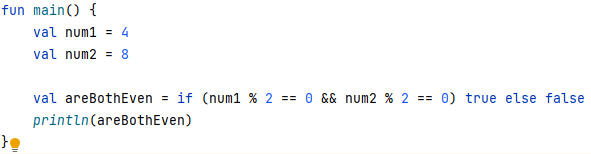 fun main() {
    val num1 = 4
    val num2 = 8

    val areBothEven = if (num1 % 2 == 0 && num2 % 2 == 0) true else false
    println(areBothEven)
}